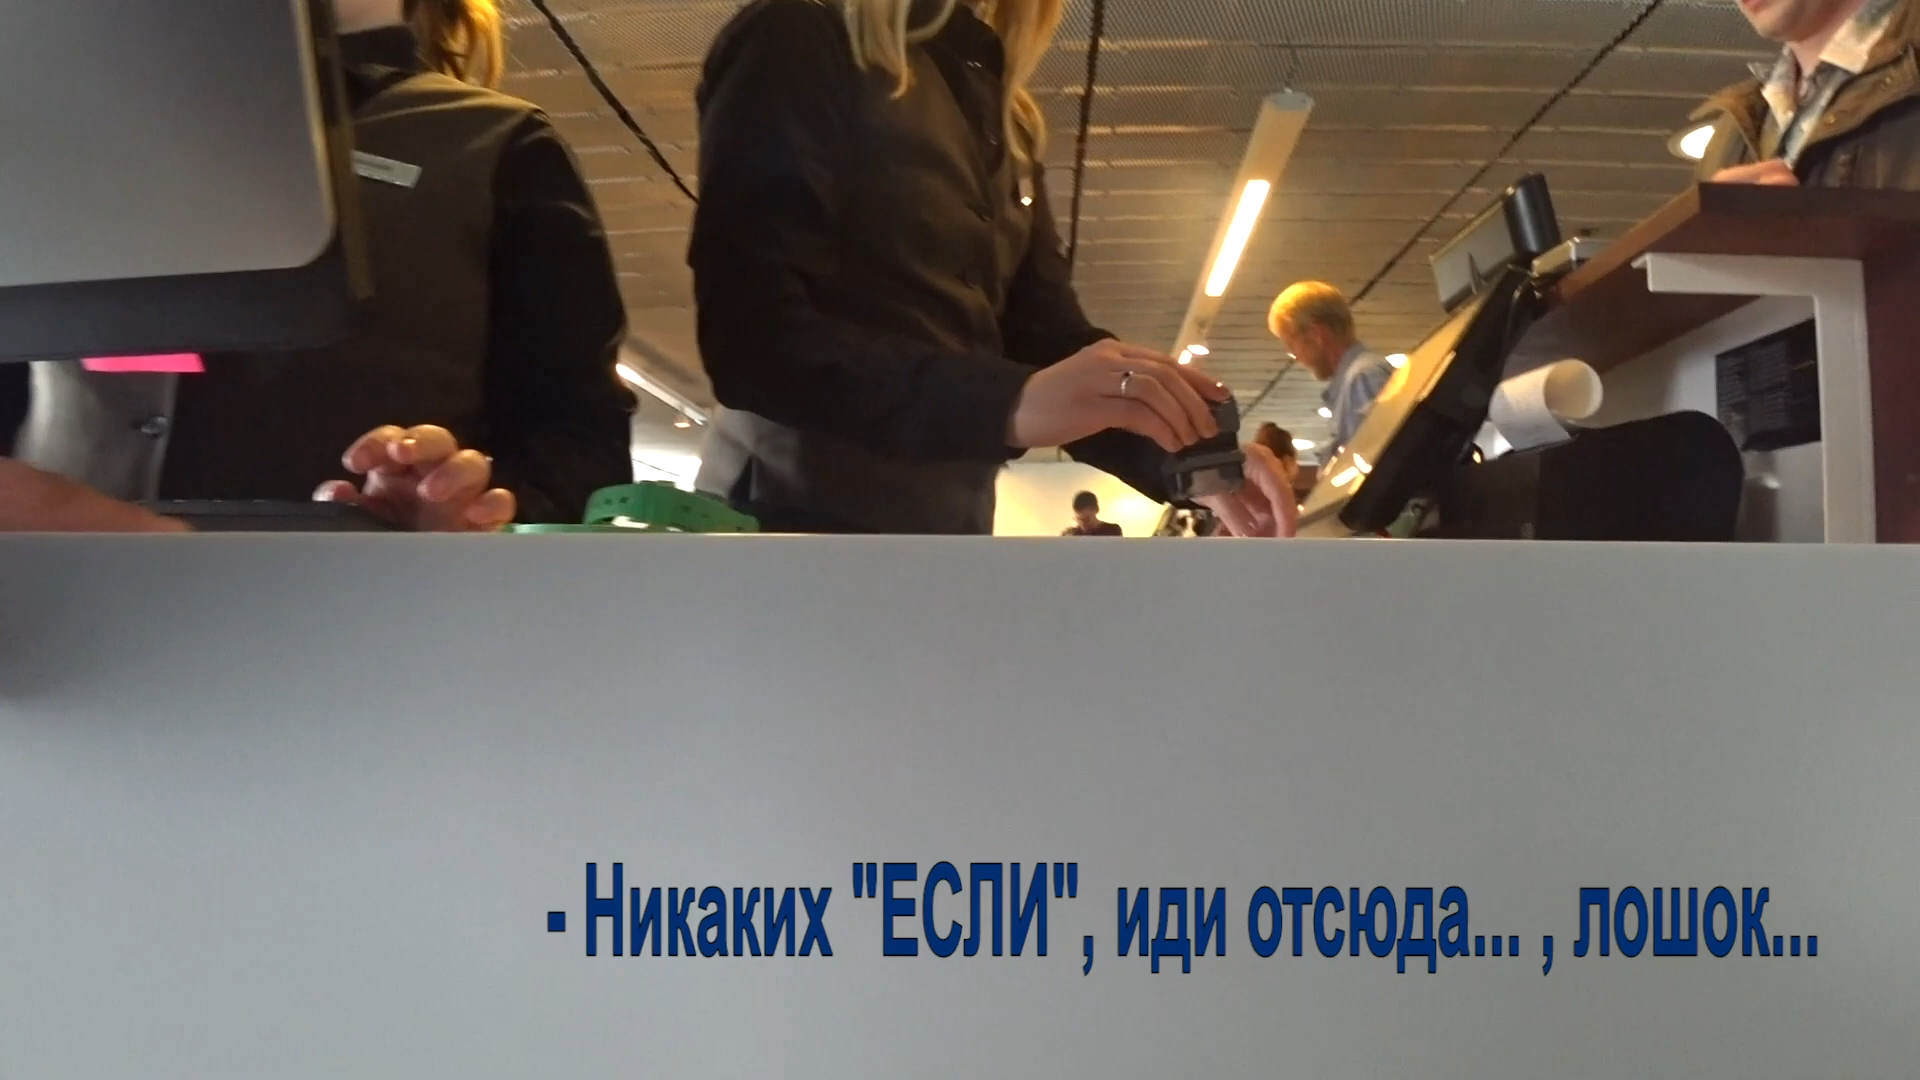 - Никаких "ЕСЛИ", иди отсюда... , лошок...